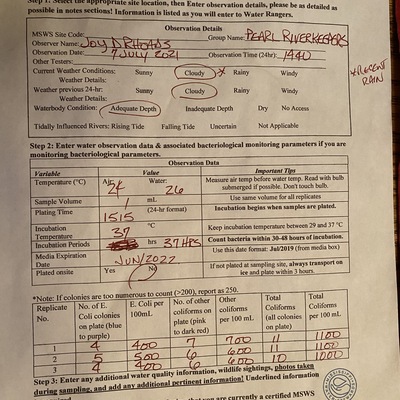 Step 1: Select the appropriate site location, then Enter observation details, please be as detailed as
possible in notes sections! Information is listed as you will enter to Water Rangers.
Observation Details
MSWS Site Code: Group Name: PEARL RIVERKEEPERS
Observer Name: JOY D RHOADS
Observation Date: 7 JULY 2021 Observation Time (24hr): 1440
Other Testers:
Current Weather Conditions: Sunny Cloudy * Rainy Windy
Weather Details:
* RECENT
RAIN
Weather previous 24-hr: Sunny Cloudy Rainy Windy
Weather Details:
Waterbody Condition: Adequate Depth Inadequate Depth Dry No Access
Tidally Influenced Rivers: Rising Tide Falling Tide Uncertain Not Applicable
Step 2: Enter water observation data & associated bacteriological monitoring parameters if you are
monitoring bacteriological parameters.
Observation Data
Variable Value Important Tips
Temperature (°C) Air: 24 Water: 26 Measure air temp before water temp. Read with bulb
submerged if possible. Don't touch bulb.
Sample Volume 1 mL Use same volume for all replicates
Plating Time 1515 (24-hr format) Incubation begins when samples are plated.
Incubation
Temperature 37 °C Keep incubation temperature between 29 and 37 °C
Incubation Periods hrs 37 HRS Count bacteria within 30-48 hours of incubation.
Media Expiration
Date JUN/2022 Use this date format: Jul/2019 (from media box)
Plated onsite Yes No If not plated at sampling site, always transport on
ice and plate within 3 hours.
*Note: If colonies are too numerous to count (>200), report as 250.
Replicate
No. No. of E.
Coli colonies
on plate (blue
to purple) E. Coli per
100mL No. of other
coliforms
on plate (pink
to dark red) Other
coliforms
per 100 mL Total
Coliforms
(all colonies
on plate) Total
Coliforms
per 100 mL
1 4 400 7 700 11 1100
2 5 500 6 600 11 1100
3 4 400 6 600 10 1000
Step 3: Enter any additional water quality information, wildlife sightings, photos taken
during sampling, and add any additional pertinent information! Underlined information
you are currently a certified MSWS